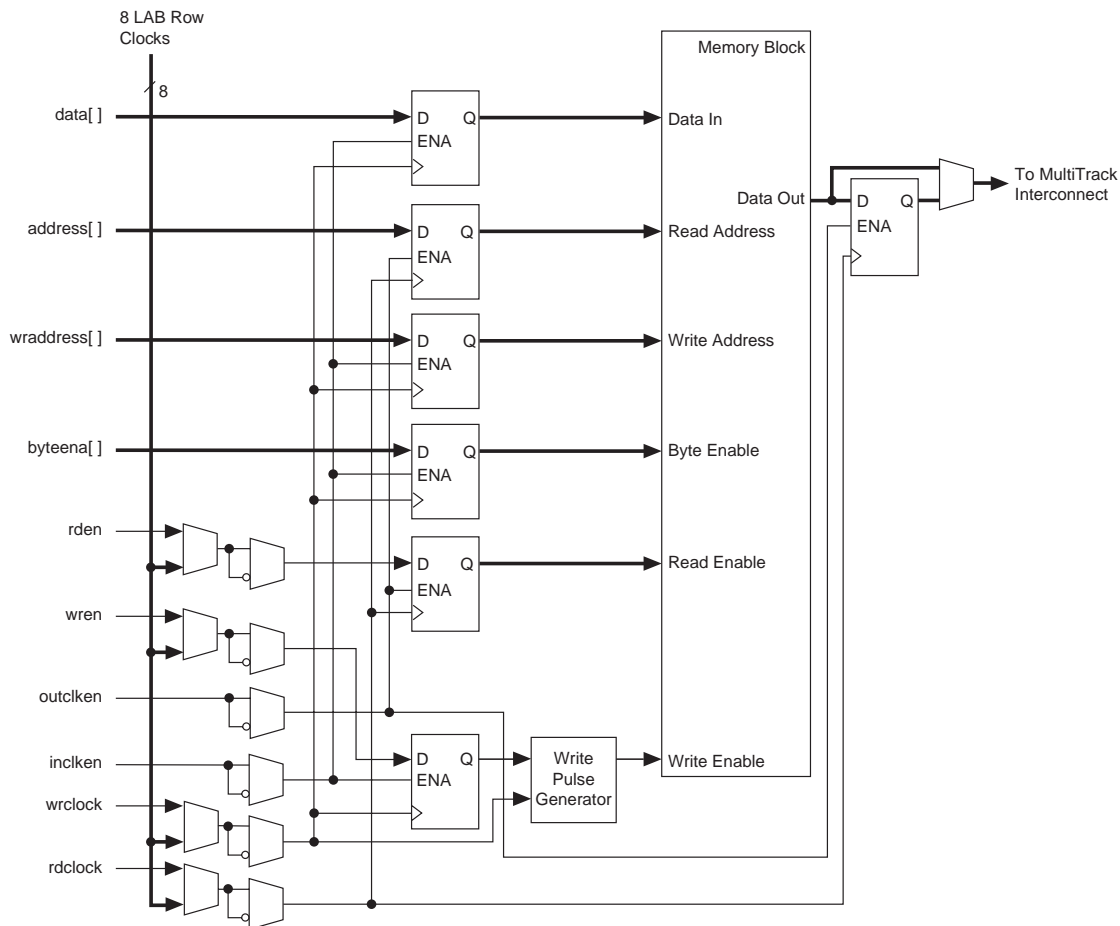 8 LAB Row
Clocks
8
Memory Block
data[ ]
D Q
ENA
Data In
To MultiTrack
Interconnect
Data Out
D Q
ENA
address[ ]
D Q
ENA
Read Address
wraddress[ ]
D Q
ENA
Write Address
byteena[ ]
D Q
ENA
Byte Enable
rden
D Q
ENA
Read Enable
wren
outclken
inclken
D Q
ENA
Write
Pulse
Generator
Write Enable
wrclock
rdclock